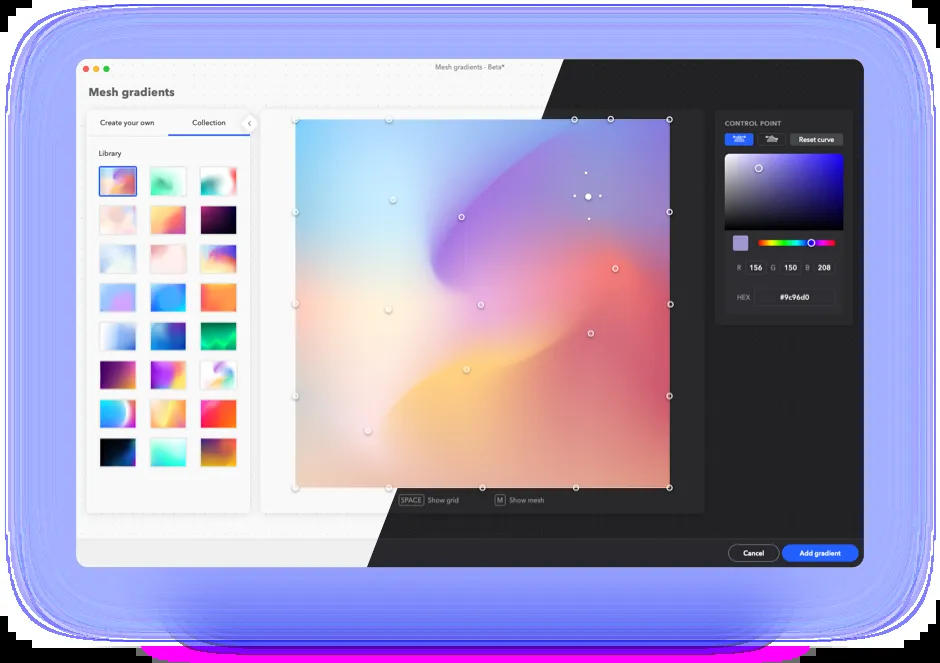 Mesh gradients - Beta*
Mesh gradients
Create your own
Collection
Library
CONTROL POINT
Reset curve
R 156 G 150 B 208
HEX #9c96d0
SPACE Show grid
M Show mesh
Cancel
Add gradient